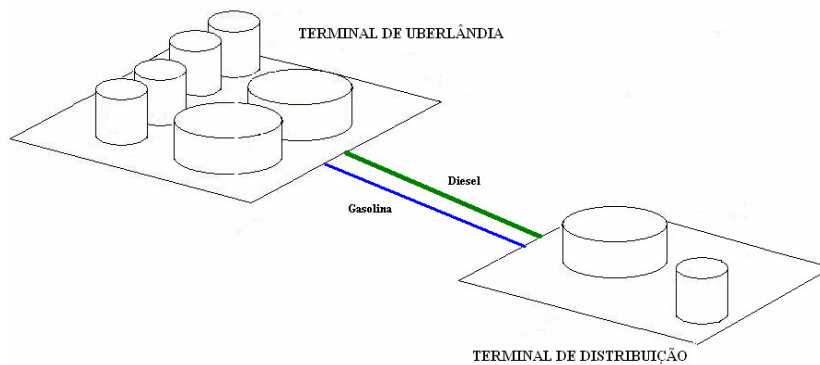 TERMINAL DE UBERLÂNDIA
Diesel
Gasolina
TERMINAL DE DISTRIBUIÇÃO